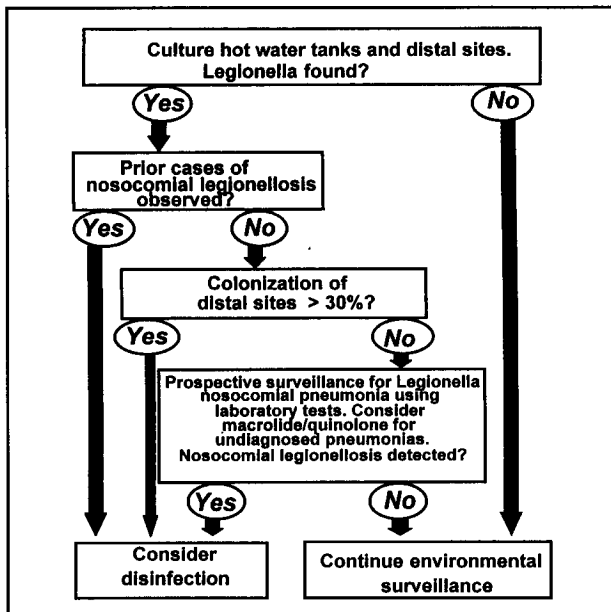 Culture hot water tanks and distal sites.
Legionella found?
Yes
No
Prior cases of
nosocomial legionellosis
observed?
Yes
No
Colonization of
distal sites > 30%?
Yes
No
Prospective surveillance for Legionella
nosocomial pneumonia using
laboratory tests. Consider
macrolide/quinolone for
undiagnosed pneumonias.
Nosocomial legionellosis detected?
Yes
No
Consider
disinfection
Continue environmental
surveillance